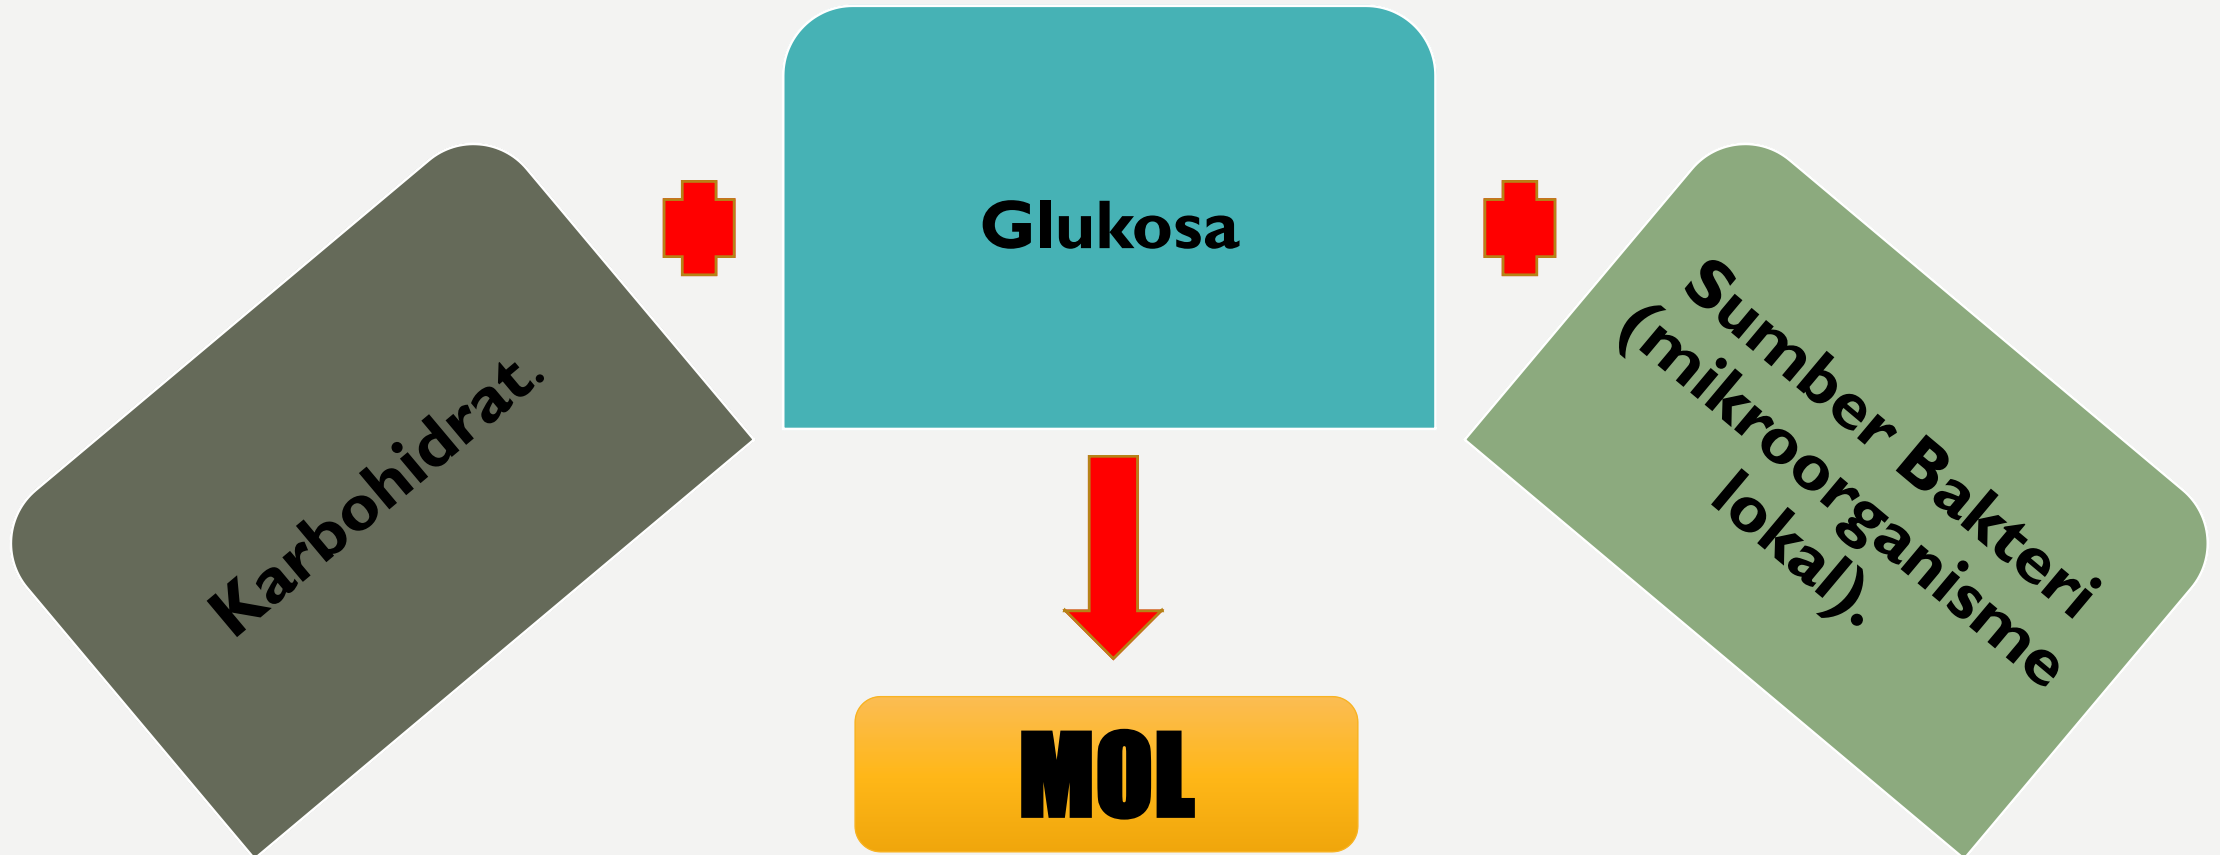 Karbohidrat.
Glukosa
Sumber Bakteri
(mikroorganisme
lokal).
MOL